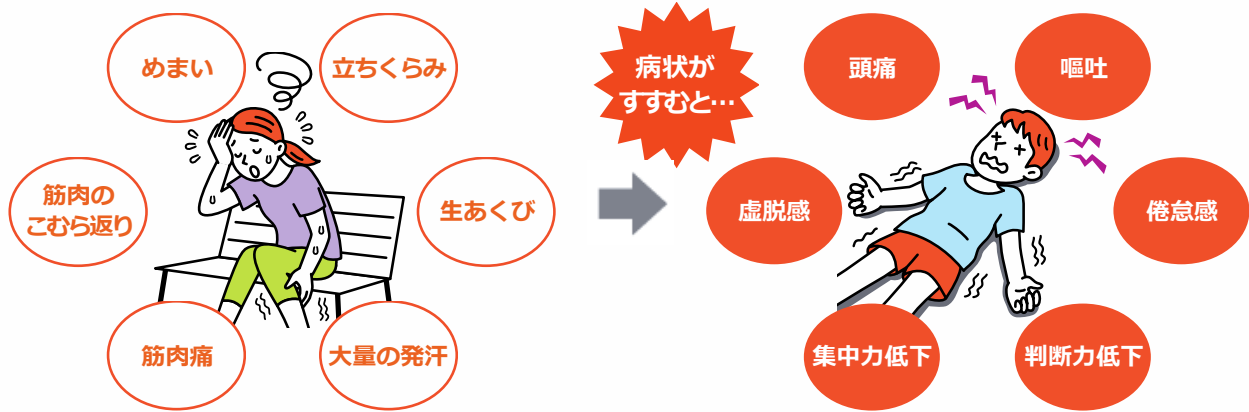 めまい
立ちくらみ
筋肉の
こむら返り
生あくび
筋肉痛
大量の発汗
病状が
すすむと…
頭痛
嘔吐
虚脱感
倦怠感
集中力低下
判断力低下